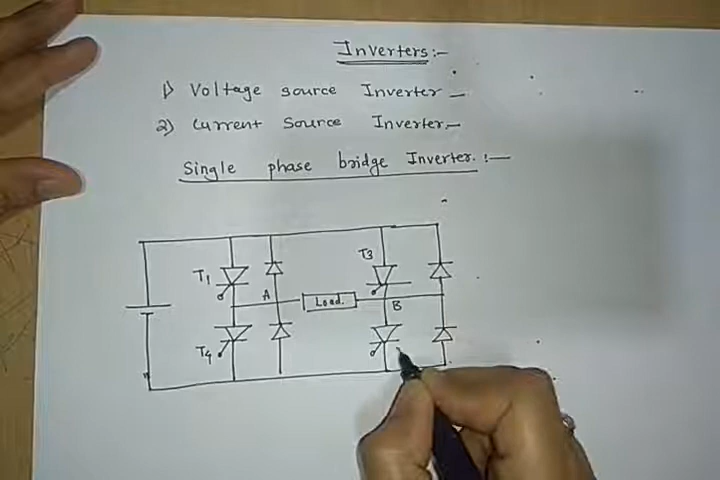 Inverters:-
1) Voltage source Inverter -
2) Current Source Inverter.-
Single phase bridge Inverter. :-
T3
T1
A
Load.
B
T4